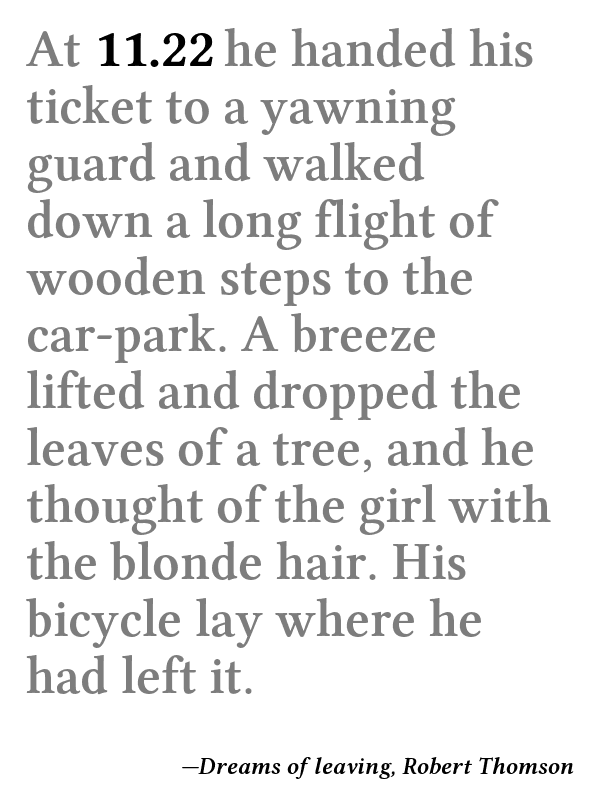 At 11.22 he handed his
ticket to a yawning
guard and walked
down a long flight of
wooden steps to the
car-park. A breeze
lifted and dropped the
leaves of a tree, and he
thought of the girl with
the blonde hair. His
bicycle lay where he
had left it.
—Dreams of leaving, Robert Thomson